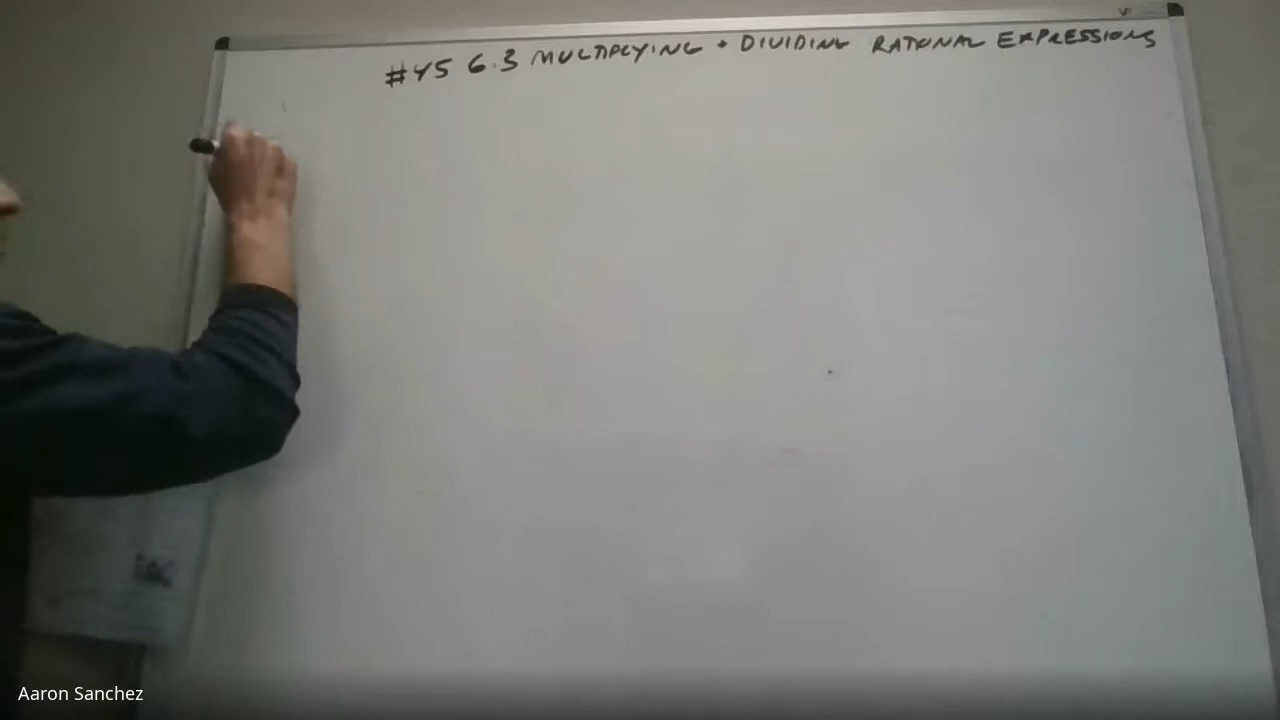 #45 6.3 MULTIPLYING + DIVIDING RATIONAL EXPRESSIONS
Aaron Sanchez